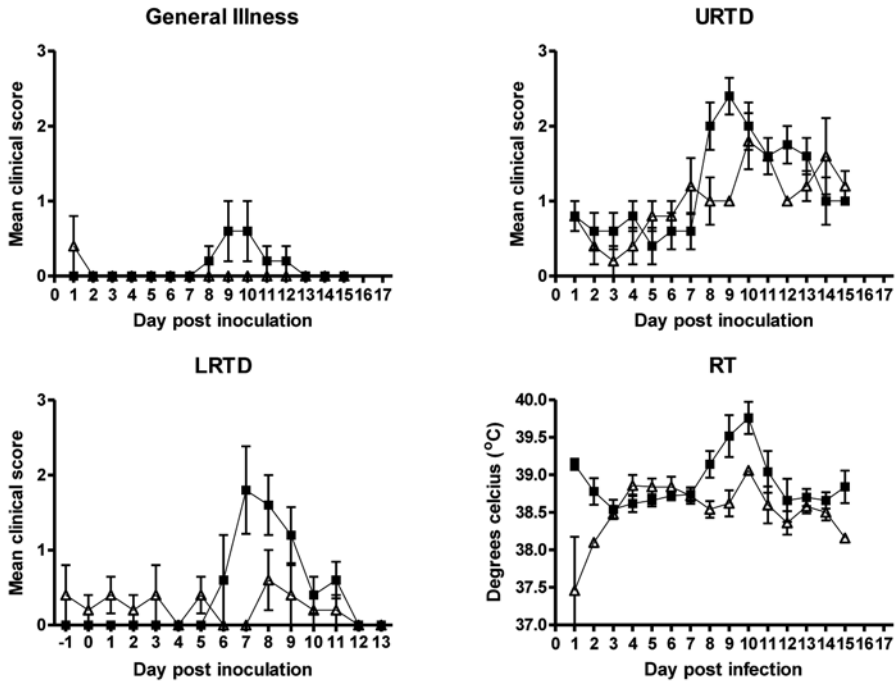 General Illness
Mean clinical score
3
2
1
0
0 1 2 3 4 5 6 7 8 9 10 11 12 13 14 15 16 17
Day post inoculation
URTD
Mean clinical score
3
2
1
0
0 1 2 3 4 5 6 7 8 9 10 11 12 13 14 15 16 17
Day post inoculation
LRTD
Mean clinical score
3
2
1
0
-1 0 1 2 3 4 5 6 7 8 9 10 11 12 13
Day post inoculation
RT
Degrees celcius (°C)
40.0
39.5
39.0
38.5
38.0
37.5
37.0
0 1 2 3 4 5 6 7 8 9 10 11 12 13 14 15 16 17
Day post infection